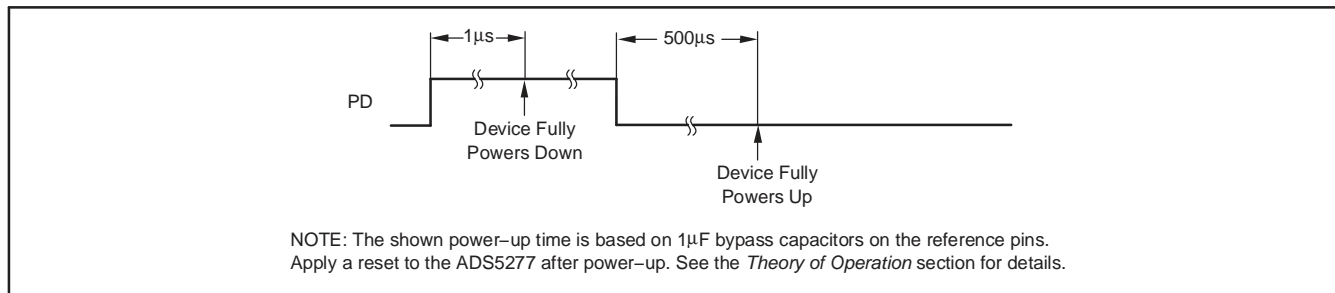 1μs
500μs
PD
Device Fully
Powers Down
Device Fully
Powers Up
NOTE: The shown power−up time is based on 1μF bypass capacitors on the reference pins.
Apply a reset to the ADS5277 after power−up. See the Theory of Operation section for details.